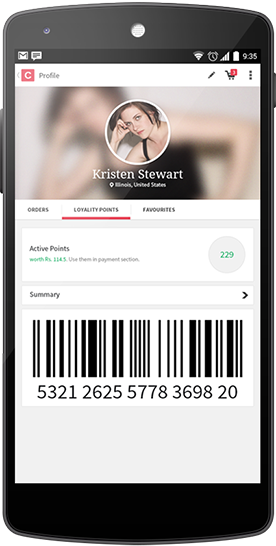 9:35
C Profile
3
Kristen Stewart
Illinois, United States
ORDERS LOYALITY POINTS FAVOURITES
Active Points
worth Rs. 114.5. Use them in payment section.
229
Summary
5321 2625 5778 3698 20